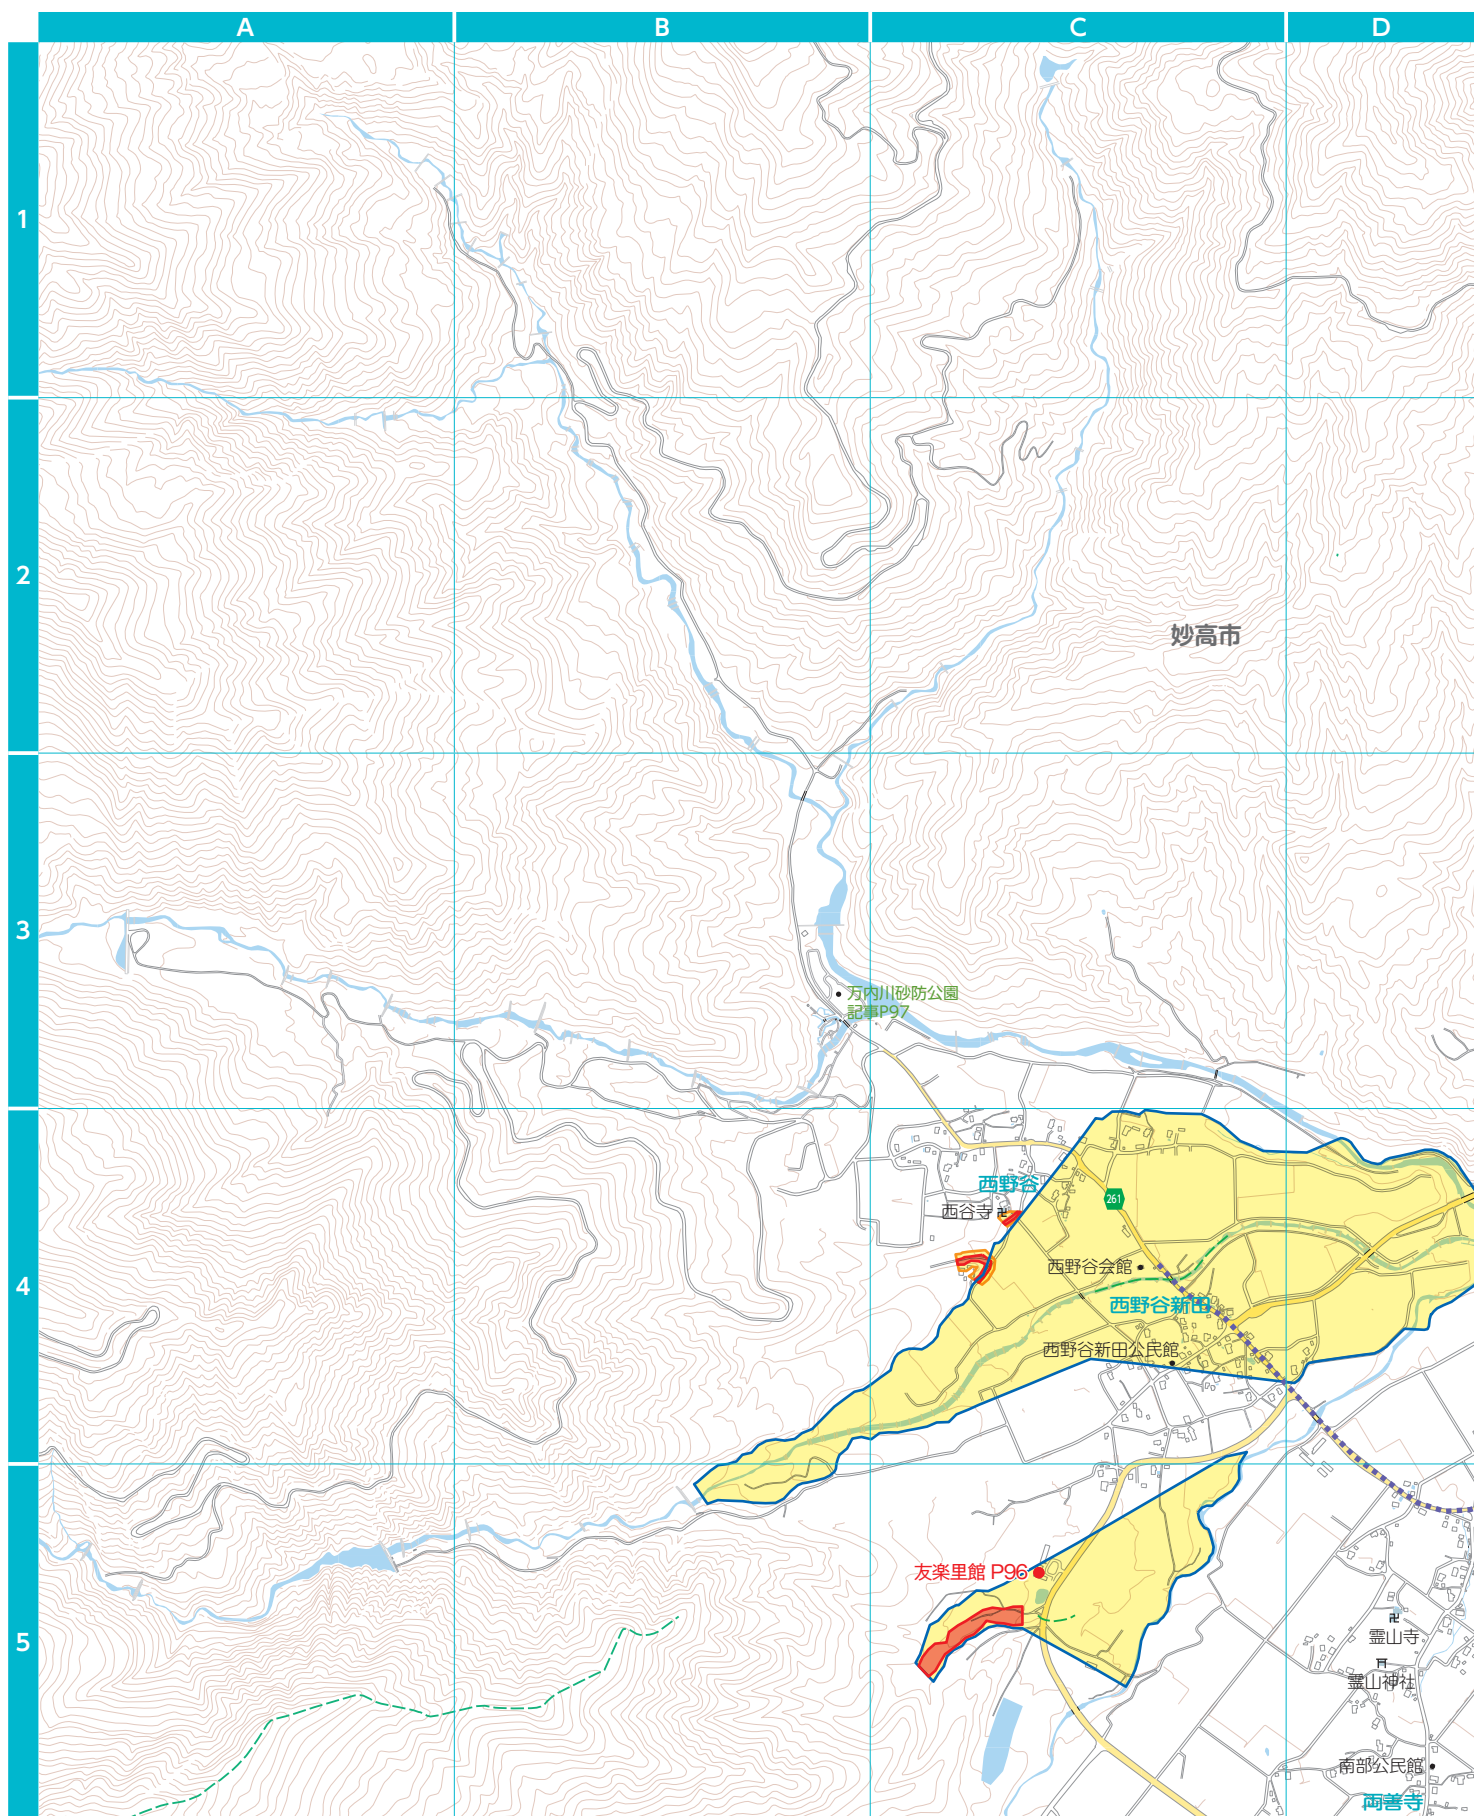 A
B
C
D
1
2
妙高市
3
万内川砂防公園
記事P97
西野谷
261
西谷寺
西野谷会館
4
西野谷新田
西野谷新田公民館
友楽里館 P96
5
霊山寺
霊山神社
南部公民館
両善寺